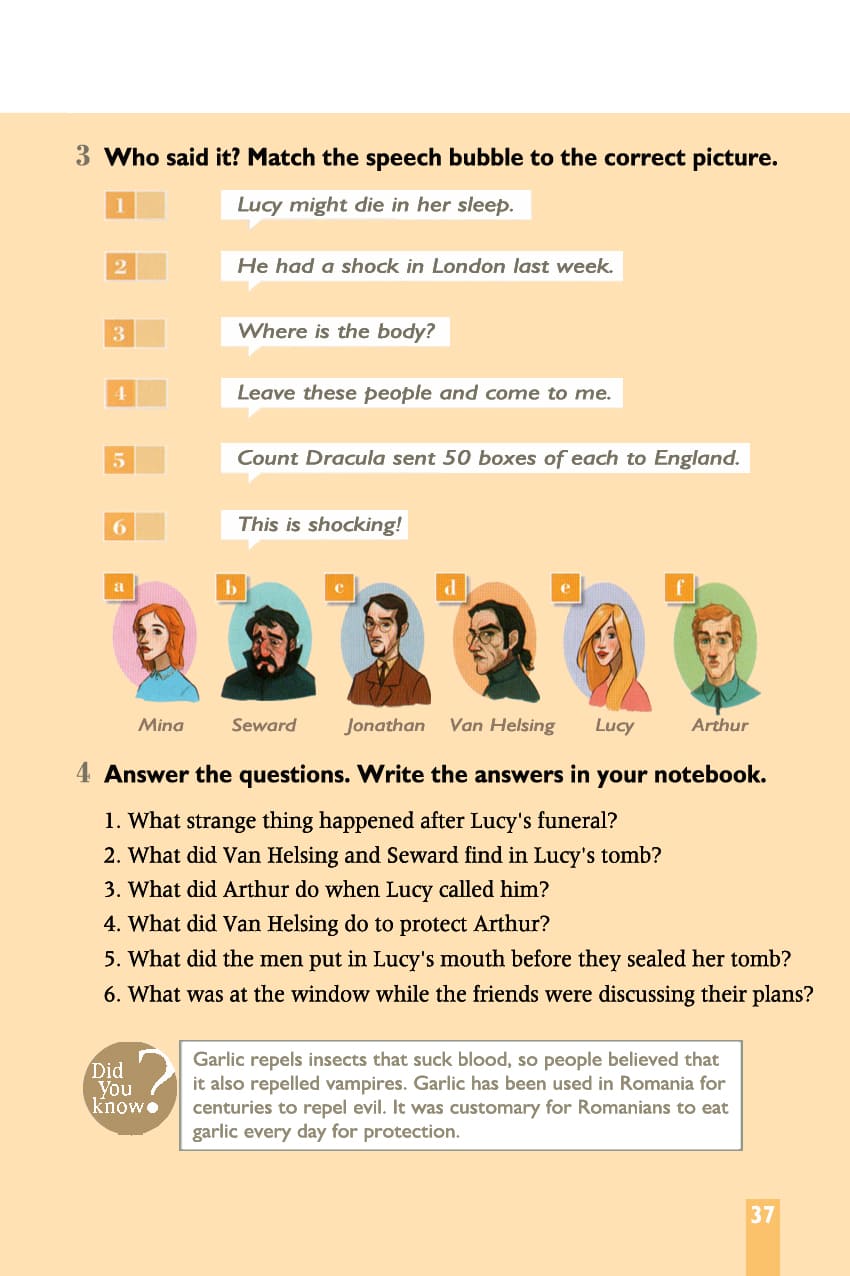 3 Who said it? Match the speech bubble to the correct picture.
1 Lucy might die in her sleep.
2 He had a shock in London last week.
3 Where is the body?
4 Leave these people and come to me.
5 Count Dracula sent 50 boxes of each to England.
6 This is shocking!
a b c d e f
Mina Seward Jonathan Van Helsing Lucy Arthur
4 Answer the questions. Write the answers in your notebook.
1. What strange thing happened after Lucy's funeral?
2. What did Van Helsing and Seward find in Lucy's tomb?
3. What did Arthur do when Lucy called him?
4. What did Van Helsing do to protect Arthur?
5. What did the men put in Lucy's mouth before they sealed her tomb?
6. What was at the window while the friends were discussing their plans?
Did
You
know?
Garlic repels insects that suck blood, so people believed that
it also repelled vampires. Garlic has been used in Romania for
centuries to repel evil. It was customary for Romanians to eat
garlic every day for protection.
37